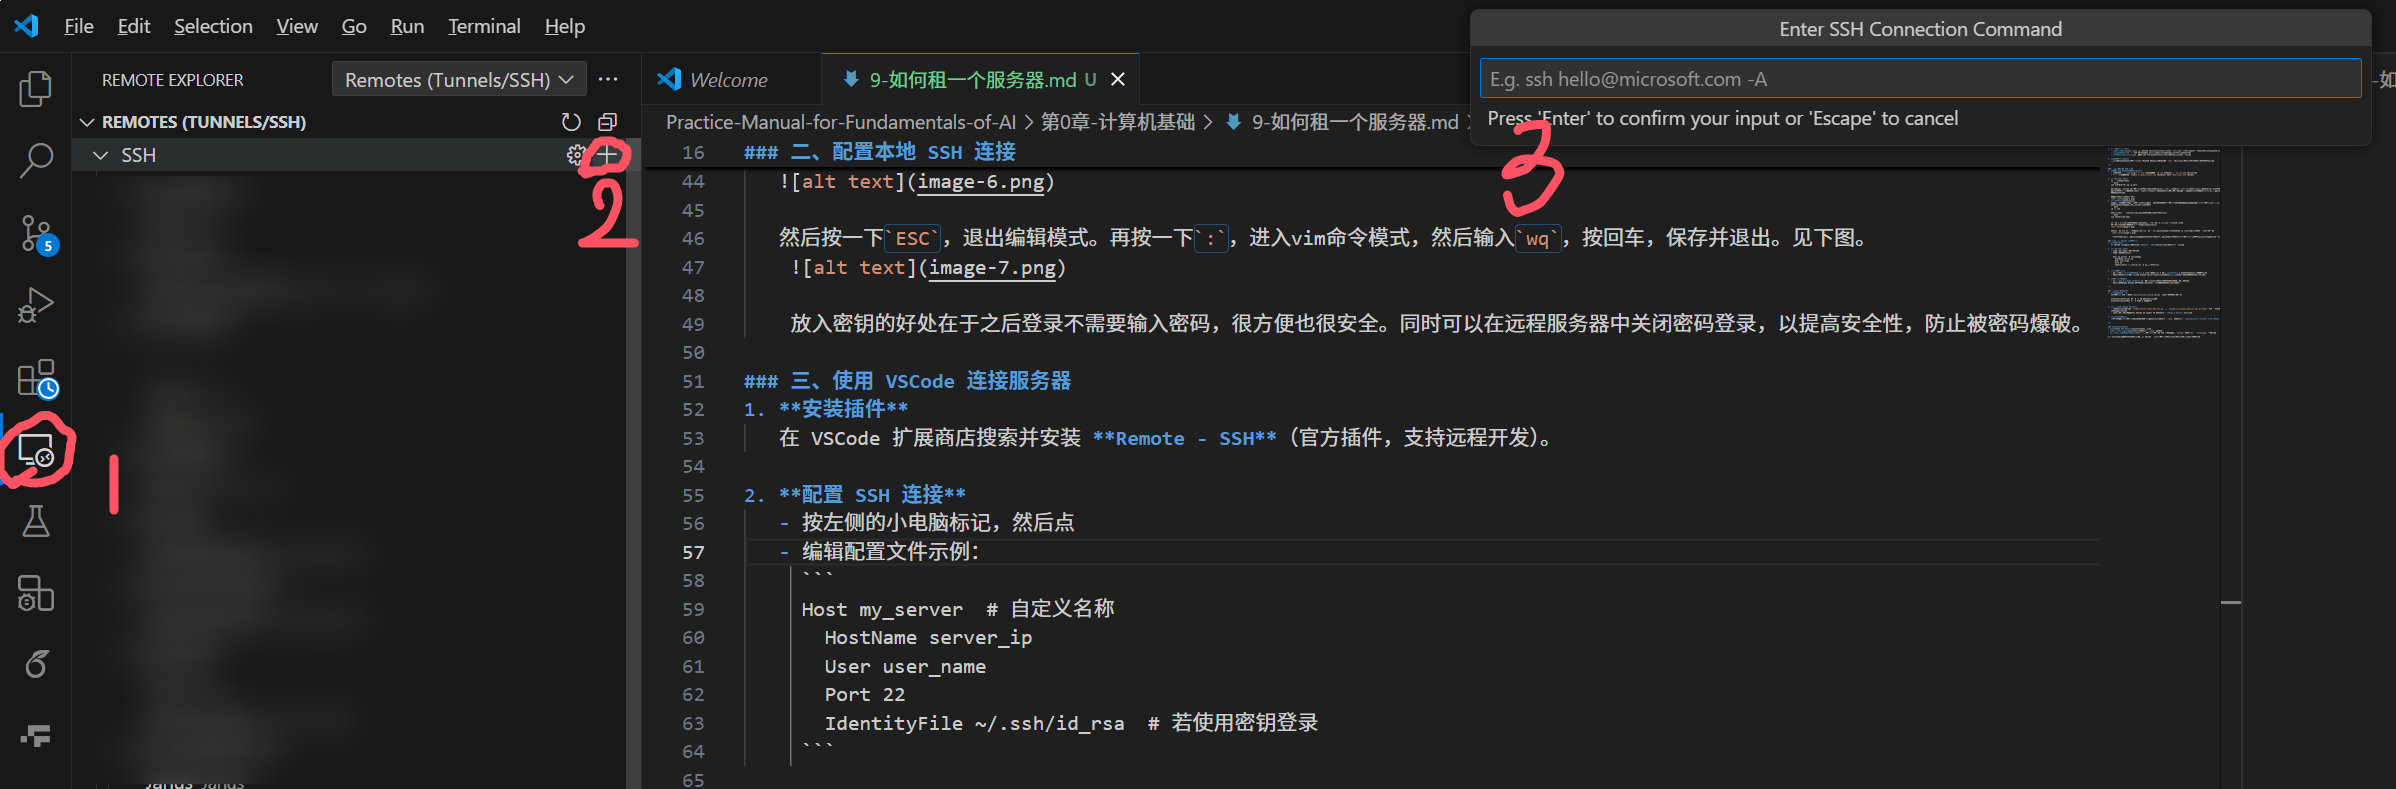 File Edit Selection View Go Run Terminal Help
Enter SSH Connection Command
E.g. ssh hello@microsoft.com -A
Press 'Enter' to confirm your input or 'Escape' to cancel
REMOTE EXPLORER
Remotes (Tunnels/SSH)
REMOTES (TUNNELS/SSH)
SSH
5
1
2
3
Welcome
9-如何租一个服务器.md U
-如
Practice-Manual-for-Fundamentals-of-AI > 第0章-计算机基础 > 9-如何租一个服务器.md
16 ### 二、配置本地 SSH 连接
44 ![alt text](image-6.png)
45
46 然后按一下`ESC`，退出编辑模式。再按一下`:`，进入vim命令模式，然后输入`wq`，按回车，保存并退出。见下图。
47 ![alt text](image-7.png)
48
49 放入密钥的好处在于之后登录不需要输入密码，很方便也很安全。同时可以在远程服务器中关闭密码登录，以提高安全性，防止被密码爆破。
50
51 ### 三、使用 VSCode 连接服务器
52 1. **安装插件**
53 在 VSCode 扩展商店搜索并安装 **Remote - SSH**（官方插件，支持远程开发）。
54
55 2. **配置 SSH 连接**
56 - 按左侧的小电脑标记，然后点
57 - 编辑配置文件示例：
58 ```
59 Host my_server # 自定义名称
60 HostName server_ip
61 User user_name
62 Port 22
63 IdentityFile ~/.ssh/id_rsa # 若使用密钥登录
64 ```
65